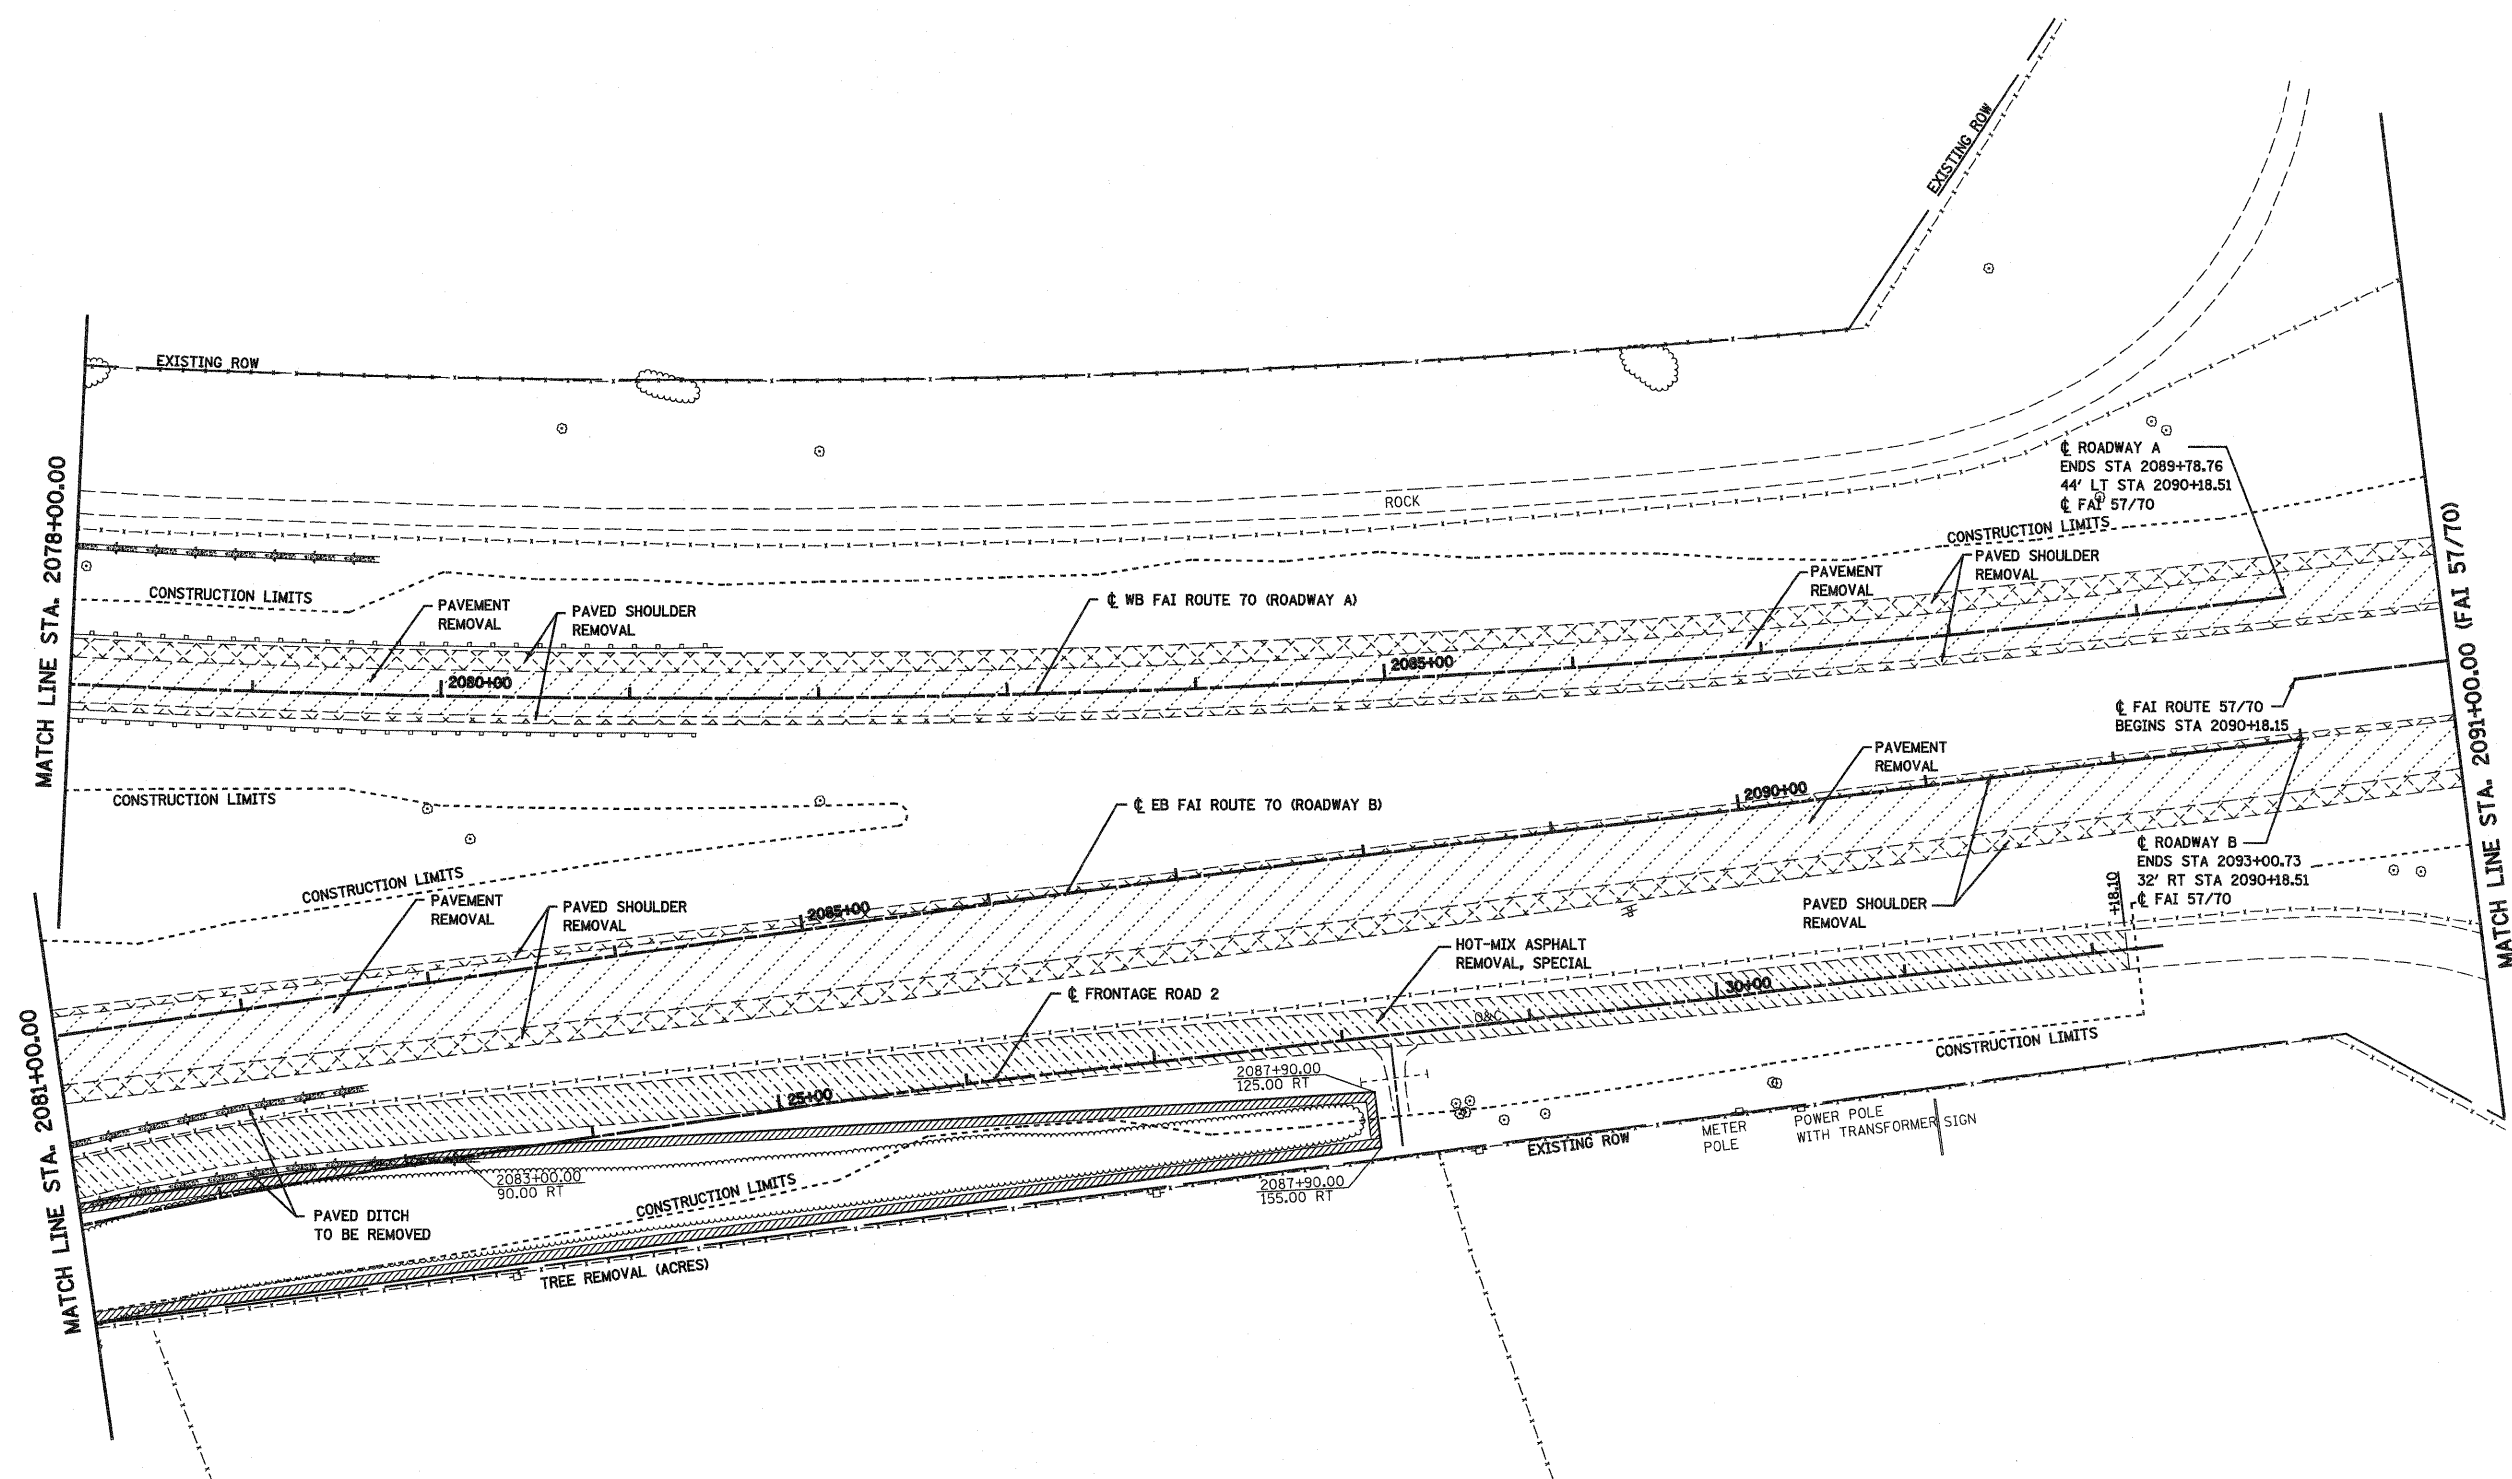 EXISTING ROW
EXISTING ROW
MATCH LINE STA. 2078+00.00
ROCK
℄ ROADWAY A
ENDS STA 2089+78.76
44' LT STA 2090+18.51
℄ FAI 57/70
CONSTRUCTION LIMITS
PAVED SHOULDER
REMOVAL
PAVEMENT
REMOVAL
CONSTRUCTION LIMITS
PAVEMENT
REMOVAL
PAVED SHOULDER
REMOVAL
℄ WB FAI ROUTE 70 (ROADWAY A)
2080+00
2085+00
MATCH LINE STA. 2091+00.00 (FAI 57/70)
℄ FAI ROUTE 57/70
BEGINS STA 2090+18.15
PAVEMENT
REMOVAL
CONSTRUCTION LIMITS
℄ EB FAI ROUTE 70 (ROADWAY B)
2090+00
CONSTRUCTION LIMITS
PAVEMENT
REMOVAL
PAVED SHOULDER
REMOVAL
2085+00
℄ ROADWAY B
ENDS STA 2093+00.73
32' RT STA 2090+18.51
℄ FAI 57/70
+18.10
PAVED SHOULDER
REMOVAL
HOT-MIX ASPHALT
REMOVAL, SPECIAL
℄ FRONTAGE ROAD 2
30+00
O&C
MATCH LINE STA. 2081+00.00
CONSTRUCTION LIMITS
2087+90.00
125.00 RT
25+00
POWER POLE
WITH TRANSFORMER
SIGN
METER
POLE
EXISTING ROW
2083+00.00
90.00 RT
2087+90.00
155.00 RT
CONSTRUCTION LIMITS
PAVED DITCH
TO BE REMOVED
TREE REMOVAL (ACRES)